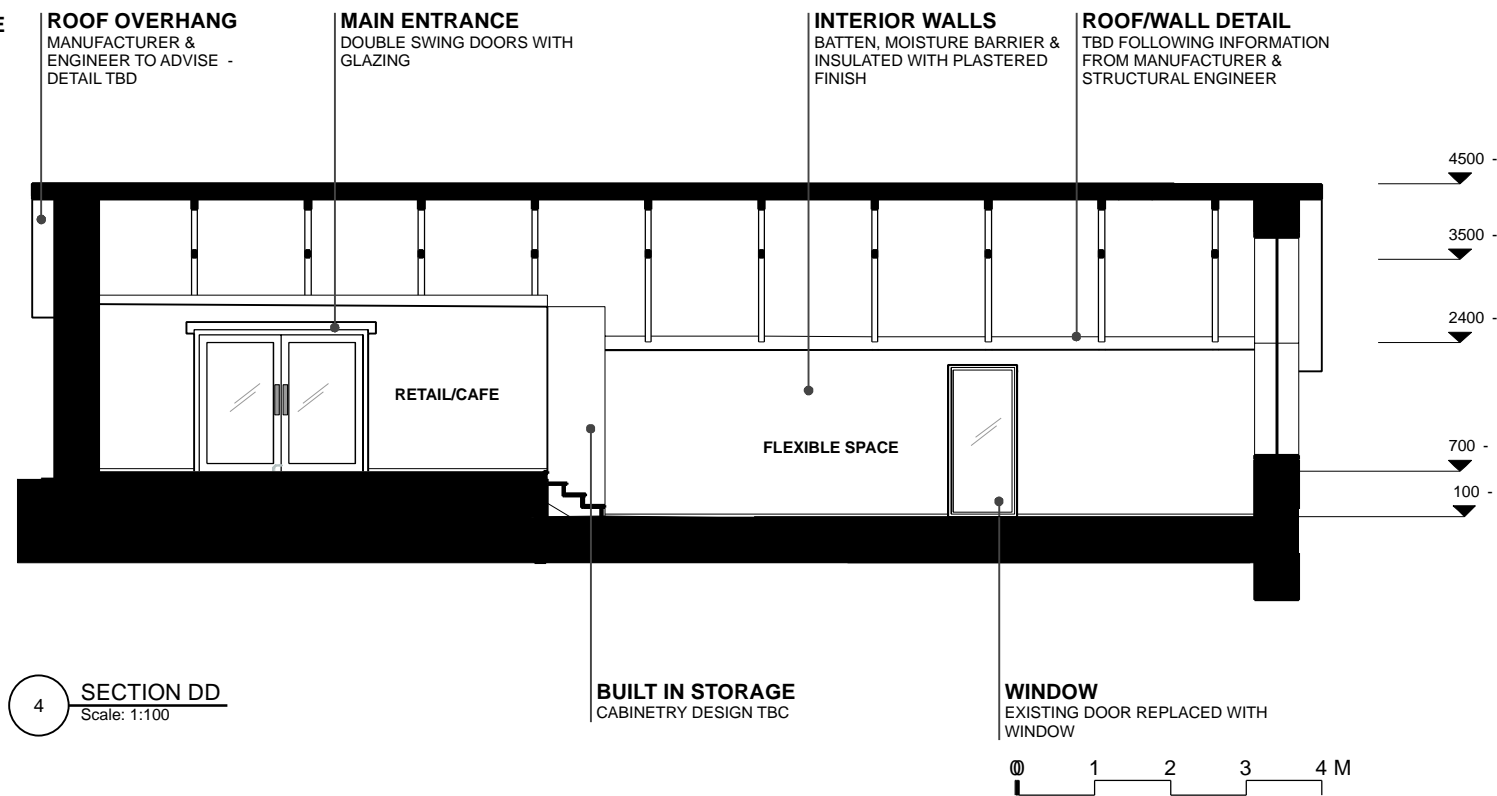 E
ROOF OVERHANG
MANUFACTURER &
ENGINEER TO ADVISE -
DETAIL TBD
MAIN ENTRANCE
DOUBLE SWING DOORS WITH
GLAZING
INTERIOR WALLS
BATTEN, MOISTURE BARRIER &
INSULATED WITH PLASTERED
FINISH
ROOF/WALL DETAIL
TBD FOLLOWING INFORMATION
FROM MANUFACTURER &
STRUCTURAL ENGINEER
4500 -
3500 -
2400 -
700 -
100 -
RETAIL/CAFE
FLEXIBLE SPACE
4
SECTION DD
Scale: 1:100
BUILT IN STORAGE
CABINETRY DESIGN TBC
WINDOW
EXISTING DOOR REPLACED WITH
WINDOW
0 1 2 3 4 M